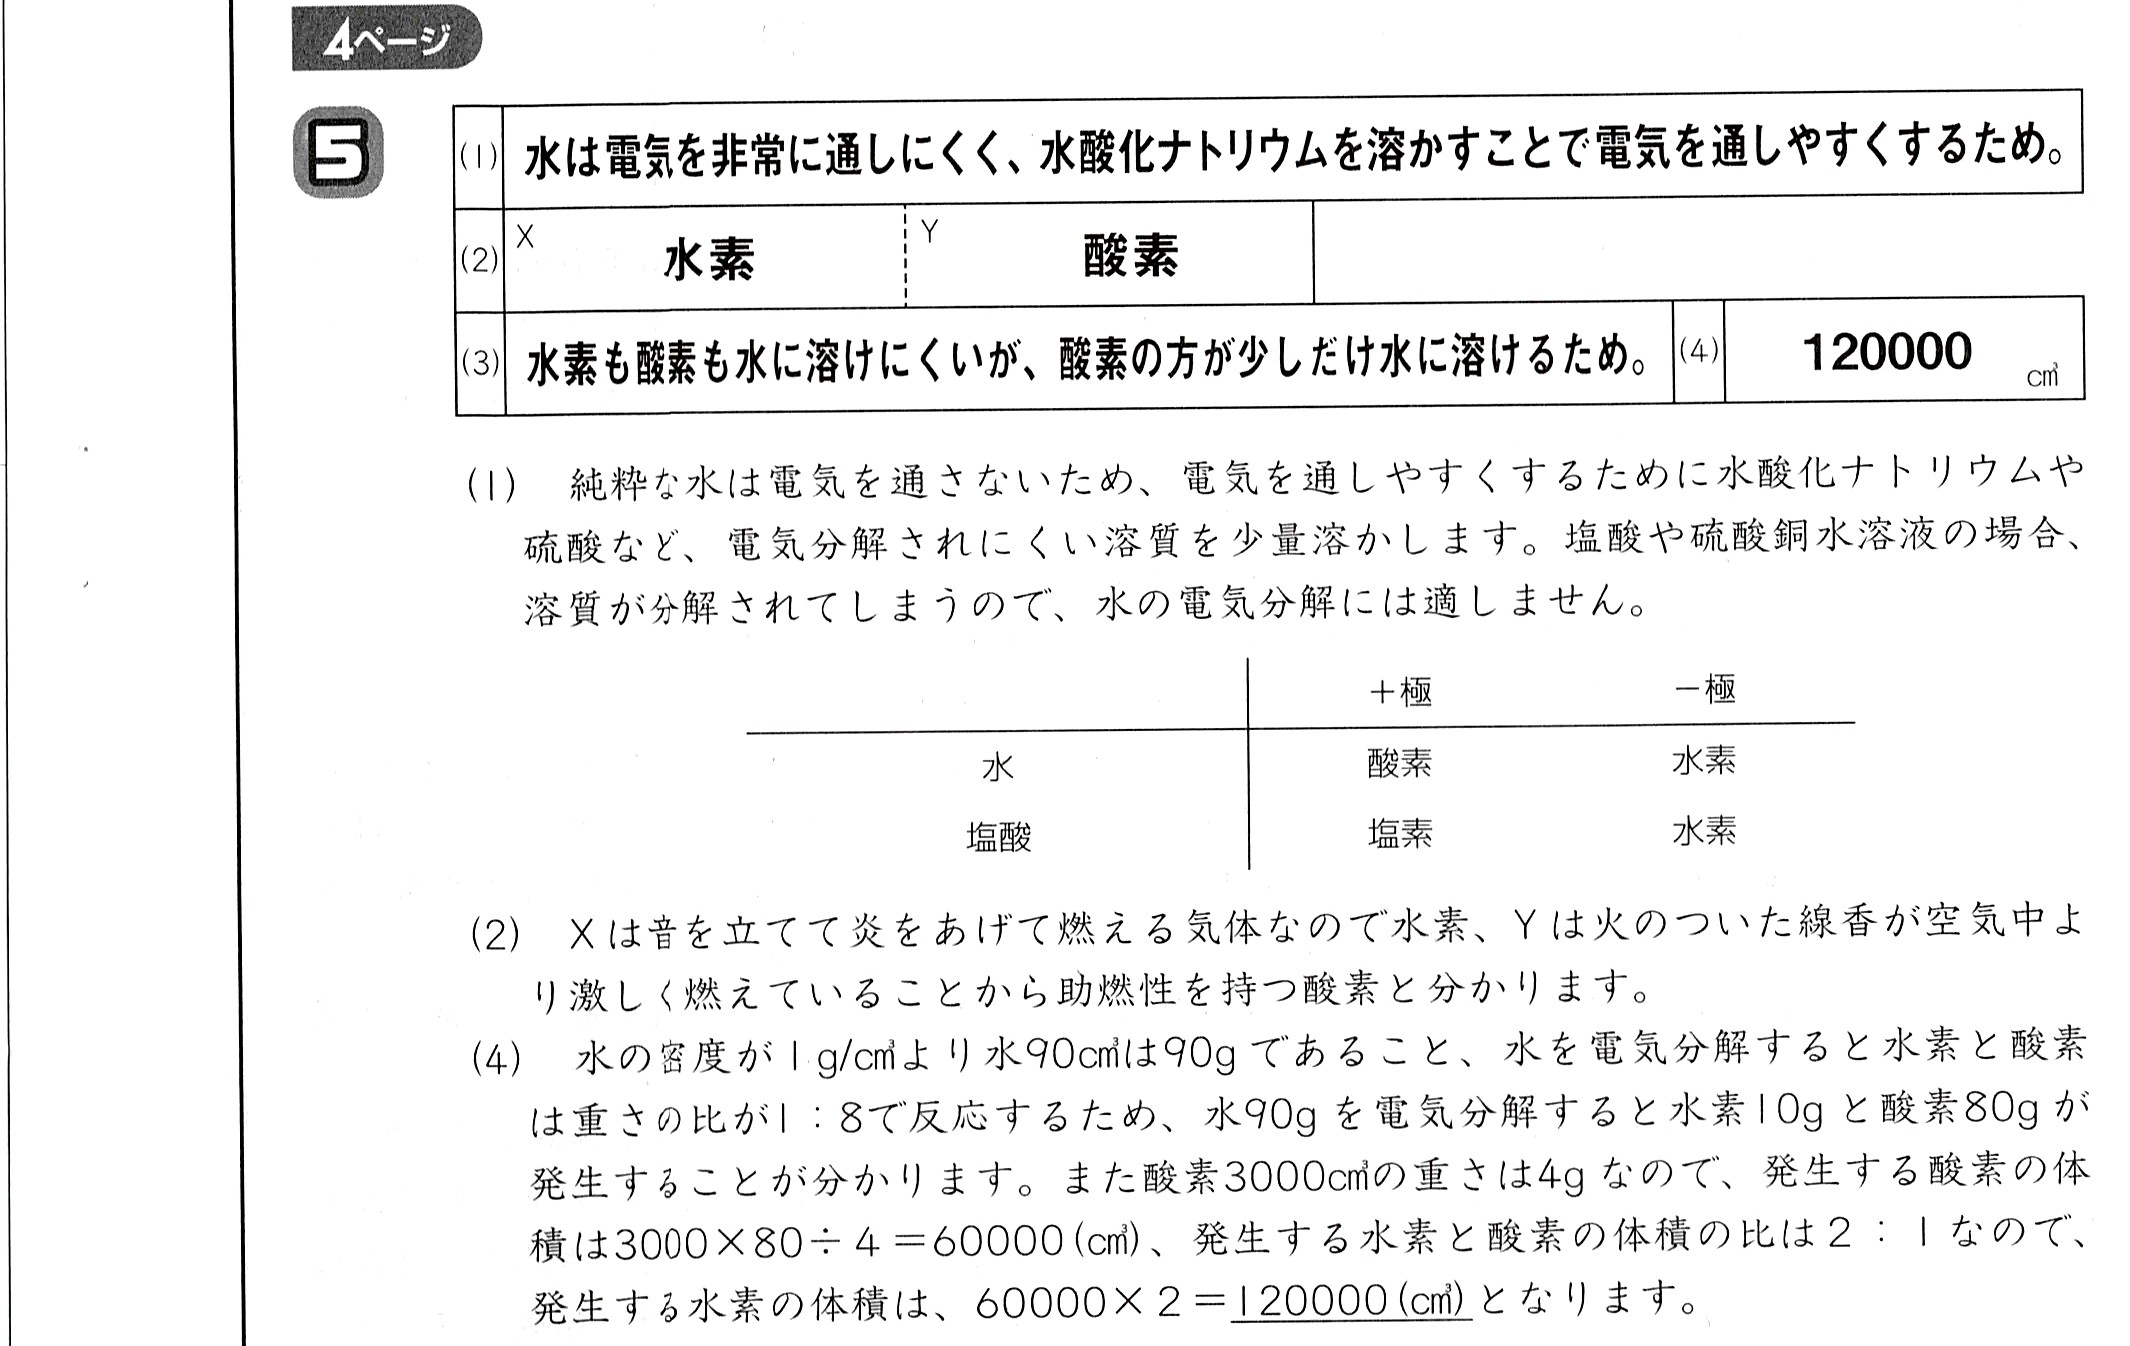 4ページ
5
(1) 水は電気を非常に通しにくく、水酸化ナトリウムを溶かすことで電気を通しやすくするため。
(2) X 水素 Y 酸素
(3) 水素も酸素も水に溶けにくいが、酸素の方が少しだけ水に溶けるため。 (4) 120000 ㎤
(1) 純粋な水は電気を通さないため、電気を通しやすくするために水酸化ナトリウムや
硫酸など、電気分解されにくい溶質を少量溶かします。塩酸や硫酸銅水溶液の場合、
溶質が分解されてしまうので、水の電気分解には適しません。
＋極 －極
水 酸素 水素
塩酸 塩素 水素
(2) Xは音を立てて炎をあげて燃える気体なので水素、Yは火のついた線香が空気中よ
り激しく燃えていることから助燃性を持つ酸素と分かります。
(4) 水の密度が1g/㎤より水90㎤は90gであること、水を電気分解すると水素と酸素
は重さの比が1：8で反応するため、水90gを電気分解すると水素10gと酸素80gが
発生することが分かります。また酸素3000㎤の重さは4gなので、発生する酸素の体
積は3000×80÷4＝60000(㎤)、発生する水素と酸素の体積の比は2：1なので、
発生する水素の体積は、60000×2＝120000(㎤)となります。